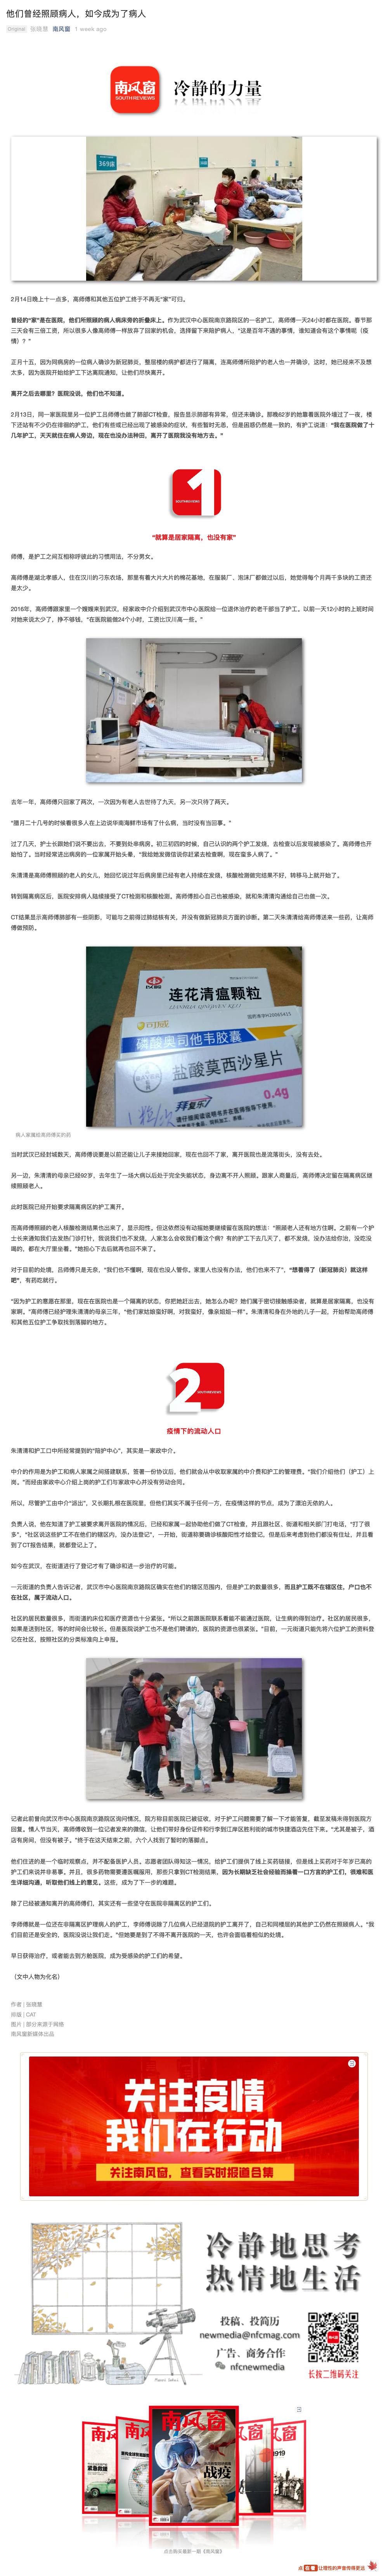 他们曾经照顾病人，如今成为了病人
Original 张晓慧 南风窗 1 week ago
南风窗
SOUTH REVIEWS
冷静的力量
369床
2月14日晚上十一点多，高师傅和其他五位护工终于不再无“家”可归。
曾经的“家”是在医院，他们所照顾的病人病床旁的折叠床上。作为武汉中心医院南京路院区的一名护工，高师傅一天24小时都在医院。春节那
三天会有三倍工资，所以很多人像高师傅一样放弃了回家的机会，选择留下来陪护病人，“这是百年不遇的事情，谁知道会有这个事情呢（疫
情）？”
正月十五，因为同病房的一位病人确诊为新冠肺炎，整层楼的病护都进行了隔离，连高师傅所陪护的老人也一并确诊，这时，她已经来不及想
太多，因为医院开始给护工下达离院通知，让他们尽快离开。
离开之后去哪里？医院没说，他们也不知道。
2月13日，同一家医院显另一位护工吕师傅也做了肺部CT检查，报告显示肺部有异常，但还未确诊。那晚62岁的他靠着医院外墙过了一夜，楼
下还站有不少仍在徘徊的护工，他们有些或已经出现了被感染的症状，有些暂时无恙，但是困惑仍然是一致的，有护工说道：“我在医院做了十
几年护工，天天就住在病人旁边，现在也没办法种田，离开了医院我没有地方去。”
1
SOUTH REVIEWS
“就算是居家隔离，也没有家”
师傅，是护工之间互相称呼彼此的习惯用法，不分男女。
高师傅是湖北孝感人，住在汉川的习东农场，那里有着大片大片的棉花基地，在服装厂、泡沫厂都做过以后，她觉得每个月两千多块的工资还
是太少。
2016年，高师傅跟家里一个嫂嫂来到武汉，经家政中介介绍到武汉市中心医院给一位退休治疗的老干部当了护工。以前一天12小时的上班时间
对她来说太少了，挣不够钱，“在医院能做24个小时，工资比汉川高一些。”
去年一年，高师傅只回家了两次，一次因为有老人去世待了九天，另一次只待了两天。
“腊月二十几号的时候看很多人在上边说华南海鲜市场有了什么病，当时没有当回事。”
过了几天，护士长跟她们说不要出去，不要到处串病房。初三初四的时候，自己认识的两个护工发烧，去检查以后发现被感染了。高师傅也开
始怕了，当时经常进出病房的一位家属开始头晕，“我给她发微信说你赶紧去检查啊，现在蛮多人病了。”
朱清清是高师傅照顾的老人的女儿，她回忆说过年后病房里已经有老人持续在发烧，核酸检测做完结果不好，转移马上就开始了。
转到隔离病区后，医院安排病人陆续接受了CT检测和核酸检测。高师傅担心自己也被感染，就和朱清清沟通给自己也做一次。
CT结果显示高师傅肺部有一些阴影，可能与之前得过肺结核有关，并没有做新冠肺炎方面的诊断。第二天朱清清给高师傅送来一些药，让高师
傅做预防。
连花清瘟颗粒
磷酸奥司他韦胶囊
盐酸莫西沙星片
拜复乐
0.4g
病人家属给高师傅买的药
当时武汉已经封城数天，高师傅说要是以前还能让儿子来接她回家，现在也回不了家，离开医院也是流落街头，没有去处。
另一边，朱清清的母亲已经92岁，去年生了一场大病以后处于完全失能状态，身边离不开人照顾。跟家人商量后，高师傅决定留在隔离病区继
续照顾老人。
此时医院已经开始要求隔离病区的护工离开。
而高师傅照顾的老人核酸检测结果也出来了，显示阳性。但这依然没有动摇她要继续留在医院的想法：“照顾老人还有地方住啊。之前有一个护
士长来通知我们去发热门诊打针，我说我们也不发烧，人家怎么会收我们看这个病？有的护工下去几天了，都不发烧，没办法给你治，没吃没
喝的，都在大厅里坐着。”她担心下去后就再也回不来了。
对于目前的处境，吕师傅只是无奈，“我们也不懂啊，现在也没人管你。家里人也没有办法，他们也来不了”，“想看得了（新冠肺炎）就这样
吧”，有药吃就行。
“因为护工的意愿在那里，现在在医院也是一个隔离的状态，你把她赶出去，她怎么办呢？她们属于密切接触感染者，就算是居家隔离，也没有
家啊。”高师傅已经护理朱清清的母亲三年，“他们家姑娘蛮好啊，对我蛮好，像亲姐姐一样”。朱清清和身在外地的儿子一起，开始帮助高师傅
和其他五位护工争取找到落脚的地方。
2
SOUTH REVIEWS
疫情下的流动人口
朱清清和护工口中所经常提到的“陪护中心”，其实是一家政中介。
中介的作用是为护工和病人家属之间搭建联系，签署一份协议后，他们就会从中收取家属的中介费和护工的管理费。“我们介绍他们（护工）上
岗。”而经由家政中心介绍上岗的护工们与家政中心并没有劳动合同。
所以，尽管护工由中介“派出”，又长期扎根在医院里，但他们其实不属于任何一方，在疫情这样的节点，成为了漂泊无依的人。
负责人说，他在知道了护工被要求离开医院的情况后，已经和家属一起协助他们做了CT检查，并且跟社区、街道和相关部门打电话，“打了很
多”，“社区说这些护工不在他们的辖区内，没办法登记”，一开始，街道称要确诊核酸阳性才给登记，但是后来考虑到他们都没有住址，并且看
到了CT报告结果，就都登记上了。
如今在武汉，在街道进行了登记才有了确诊和进一步治疗的可能。
一元街道的负责人告诉记者，武汉市中心医院南京路院区确实在他们的辖区范围内，但是护工的数量很多，而且护工既不在辖区住，户口也不
在社区，属于流动人口。
社区的居民数量很多，而街道的床位和医疗资源也十分紧张。“所以之前跟医院联系看能不能通过医院，让生病的得到治疗。社区的居民很多，
如果是送到社区，等的时间会比较长。但是医院说护工也不是他们聘请的，医院的资源也很紧张。”目前，一元街道只能先将六位护工的资料登
记在社区，按照社区的分类标准向上申报。
记者此前曾向武汉市中心医院南京路院区询问情况，院方称目前医院已被征收，对于护工问题需要了解一下才能答复，截至发稿未得到医院方
回复。情人节当天，高师傅收到一位记者发来的微信，让他们带好身份证件和行李到江岸区胜利街的城市快捷酒店先住下来。“尤其是被子，酒
店有房间，但没有被子。”终于在这天结束之前，六个人找到了暂时的落脚点。
他们住进的是一个临时观察点，并不配备医护人员。志愿者团队得知这一情况，给护工们提供了线上买药链接，但是线上买药对于年岁已高的
护工们来说并非易事。并且，很多药物需要遵医嘱服用，那些只拿到CT检测结果，因为长期缺乏社会经验而操着一口方言的护工们，很难和医
生详细沟通，听取他们线上的意见。这些，成为了下一步的难题。
除了已经被通知离开的高师傅们，其实还有一些坚守在医院非隔离区的护工们。
李师傅就是一位还在非隔离区护理病人的护工，李师傅说除了几位病人已经退院的护工离开了，自己和同楼层的其他护工仍然在照顾病人。“我
们目前还是安全的，医院没说让我们走。”但她要是到了不得不离开医院的一天，也许会面临着相似的处境。
早日获得治疗，或者能去到方舱医院，成为受感染的护工们的希望。
（文中人物为化名）
作者 | 张晓慧
排版 | CAT
图片 | 部分来源于网络
南风窗新媒体出品
关注疫情
我们在行动
关注南风窗，查看实时报道合集
冷静地思考
热情地生活
投稿、投简历
newmedia@nfcmag.com
广告、商务合作
nfcnewmedia
长按二维码关注
南风窗
紧急救援
战疫
1919
点击购买最新一期《南风窗》
点 在看 让理性的声音传得更远